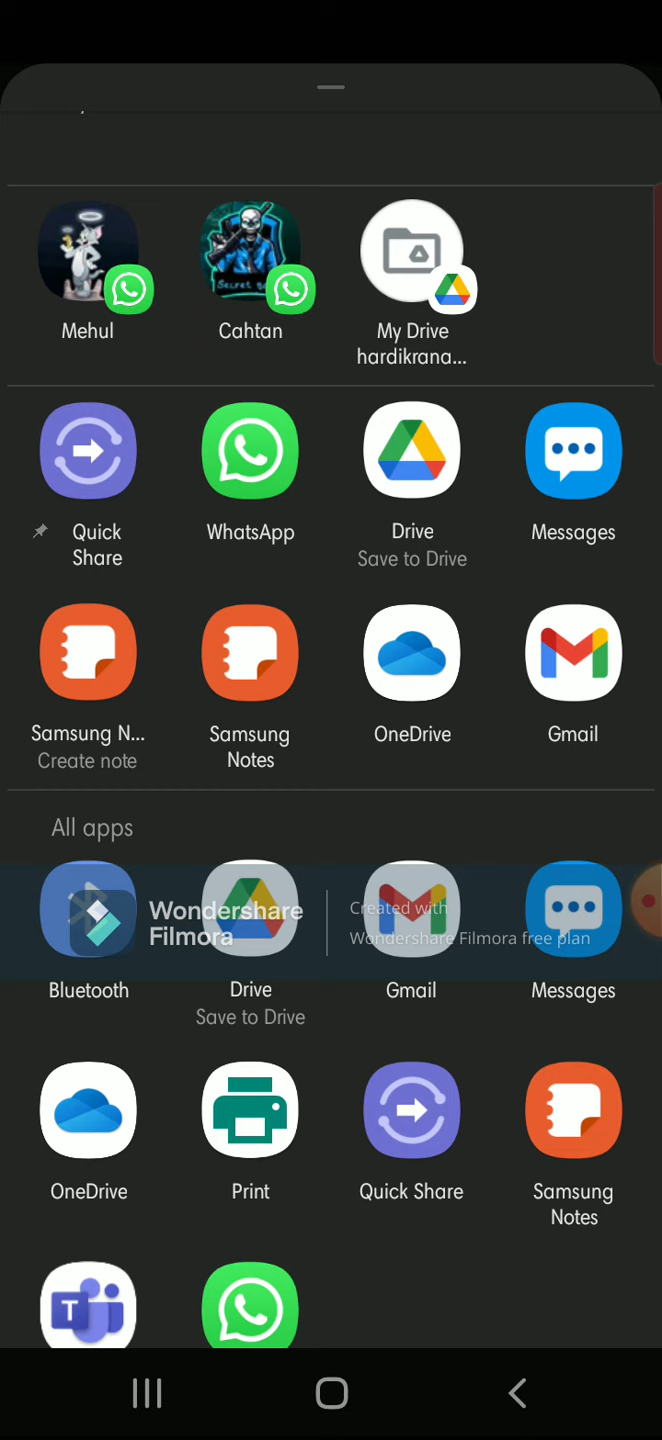 Mehul
Cahtan
My Drive
hardikrana...
Quick
Share
WhatsApp
Drive
Save to Drive
Messages
Samsung N...
Create note
Samsung
Notes
OneDrive
Gmail
All apps
Wondershare
Filmora
Created with
Wondershare Filmora free plan
Bluetooth
Drive
Save to Drive
Gmail
Messages
OneDrive
Print
Quick Share
Samsung
Notes
T